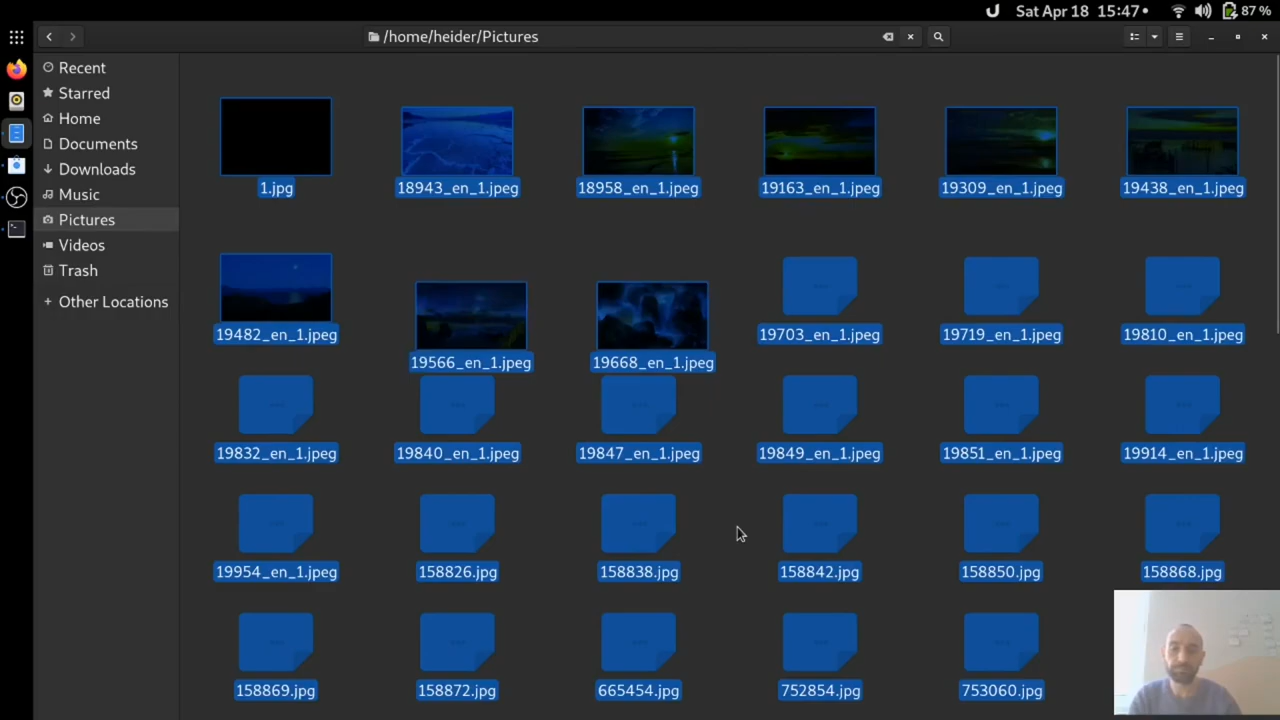 Sat Apr 18 15:47 87 %
/home/heider/Pictures
Recent
Starred
Home
Documents
Downloads
Music
Pictures
Videos
Trash
Other Locations
1.jpg 18943_en_1.jpeg 18958_en_1.jpeg 19163_en_1.jpeg 19309_en_1.jpeg 19438_en_1.jpeg
19482_en_1.jpeg 19566_en_1.jpeg 19668_en_1.jpeg 19703_en_1.jpeg 19719_en_1.jpeg 19810_en_1.jpeg
19832_en_1.jpeg 19840_en_1.jpeg 19847_en_1.jpeg 19849_en_1.jpeg 19851_en_1.jpeg 19914_en_1.jpeg
19954_en_1.jpeg 158826.jpg 158838.jpg 158842.jpg 158850.jpg 158868.jpg
158869.jpg 158872.jpg 665454.jpg 752854.jpg 753060.jpg